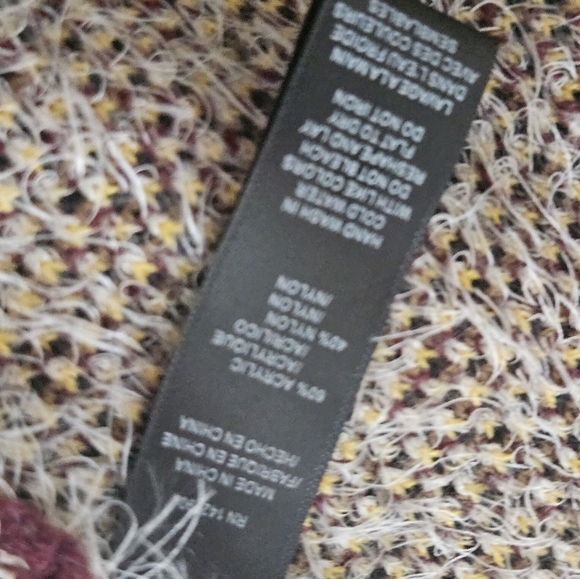 MADE IN CHINA
/FABRIQUE EN CHINE
/HECHO EN CHINA
60% ACRYLIC
/ACRYLIQUE
/ACRILICO
40% NYLON
/NYLON
/NYLON
HAND WASH IN
COLD WATER
WITH LIKE COLORS
DO NOT BLEACH
RESHAPE AND LAY
FLAT TO DRY
DO NOT IRON
LAVAGE A LA MAIN
DANS L'EAU FROIDE
AVEC DES COULEURS
SEMBLABLES